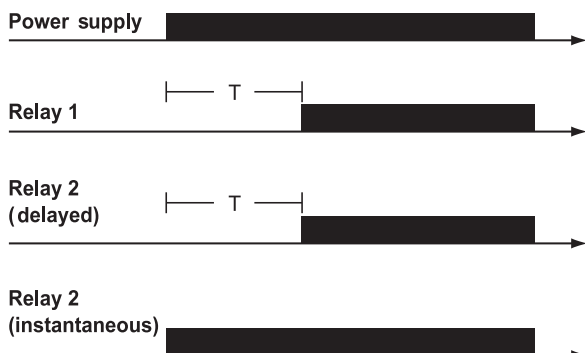 Power supply
T
Relay 1
Relay 2
(delayed)
T
Relay 2
(instantaneous)